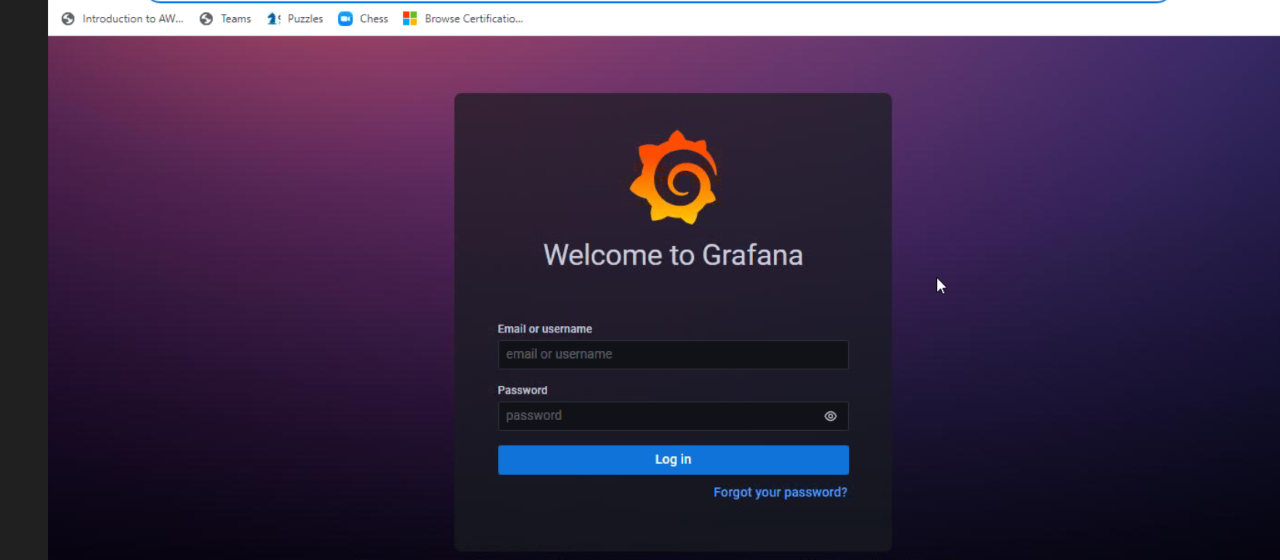 Introduction to AW... Teams Puzzles Chess Browse Certificatio...
Welcome to Grafana
Email or username
email or username
Password
password
Log in
Forgot your password?